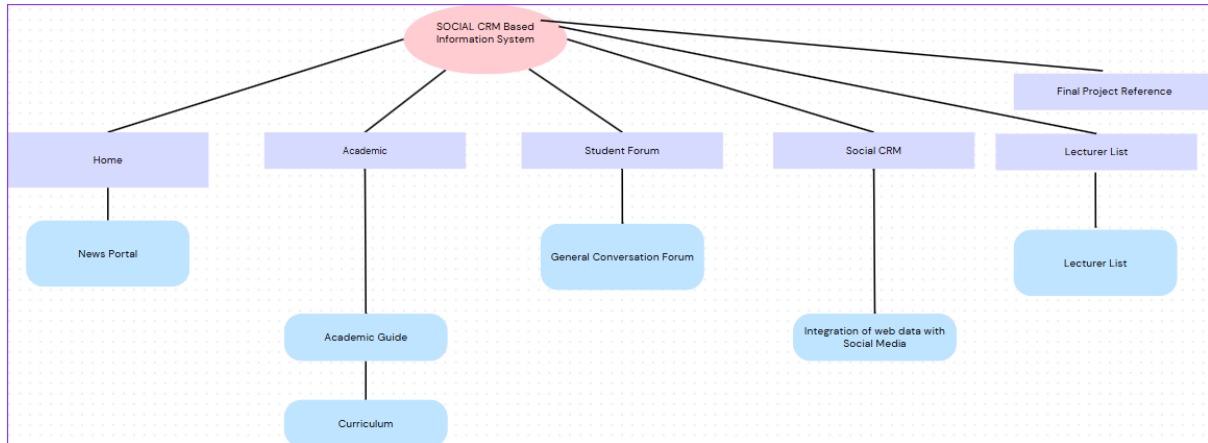 SOCIAL CRM Based
Information System
Final Project Reference
Home
Academic
Student Forum
Social CRM
Lecturer List
News Portal
General Conversation Forum
Lecturer List
Academic Guide
Integration of web data with
Social Media
Curriculum